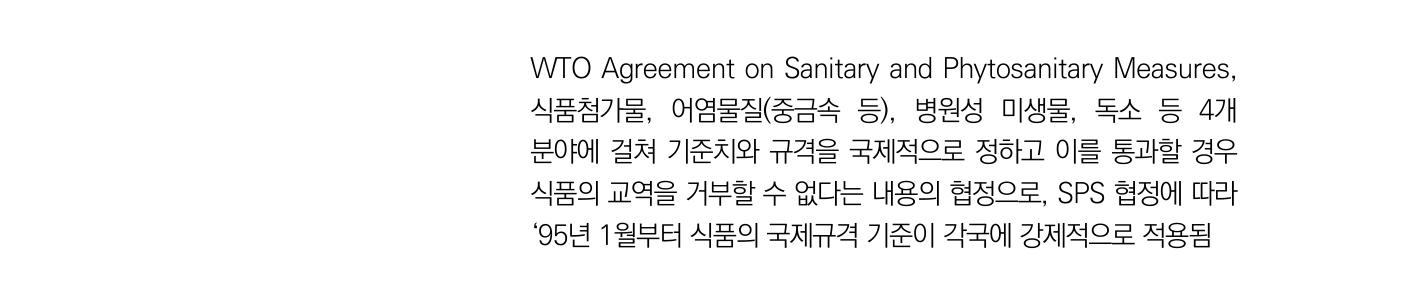 WTO Agreement on Sanitary and Phytosanitary Measures,
식품첨가물, 어염물질(중금속 등), 병원성 미생물, 독소 등 4개
분야에 걸쳐 기준치와 규격을 국제적으로 정하고 이를 통과할 경우
식품의 교역을 거부할 수 없다는 내용의 협정으로, SPS 협정에 따라
‘95년 1월부터 식품의 국제규격 기준이 각국에 강제적으로 적용됨